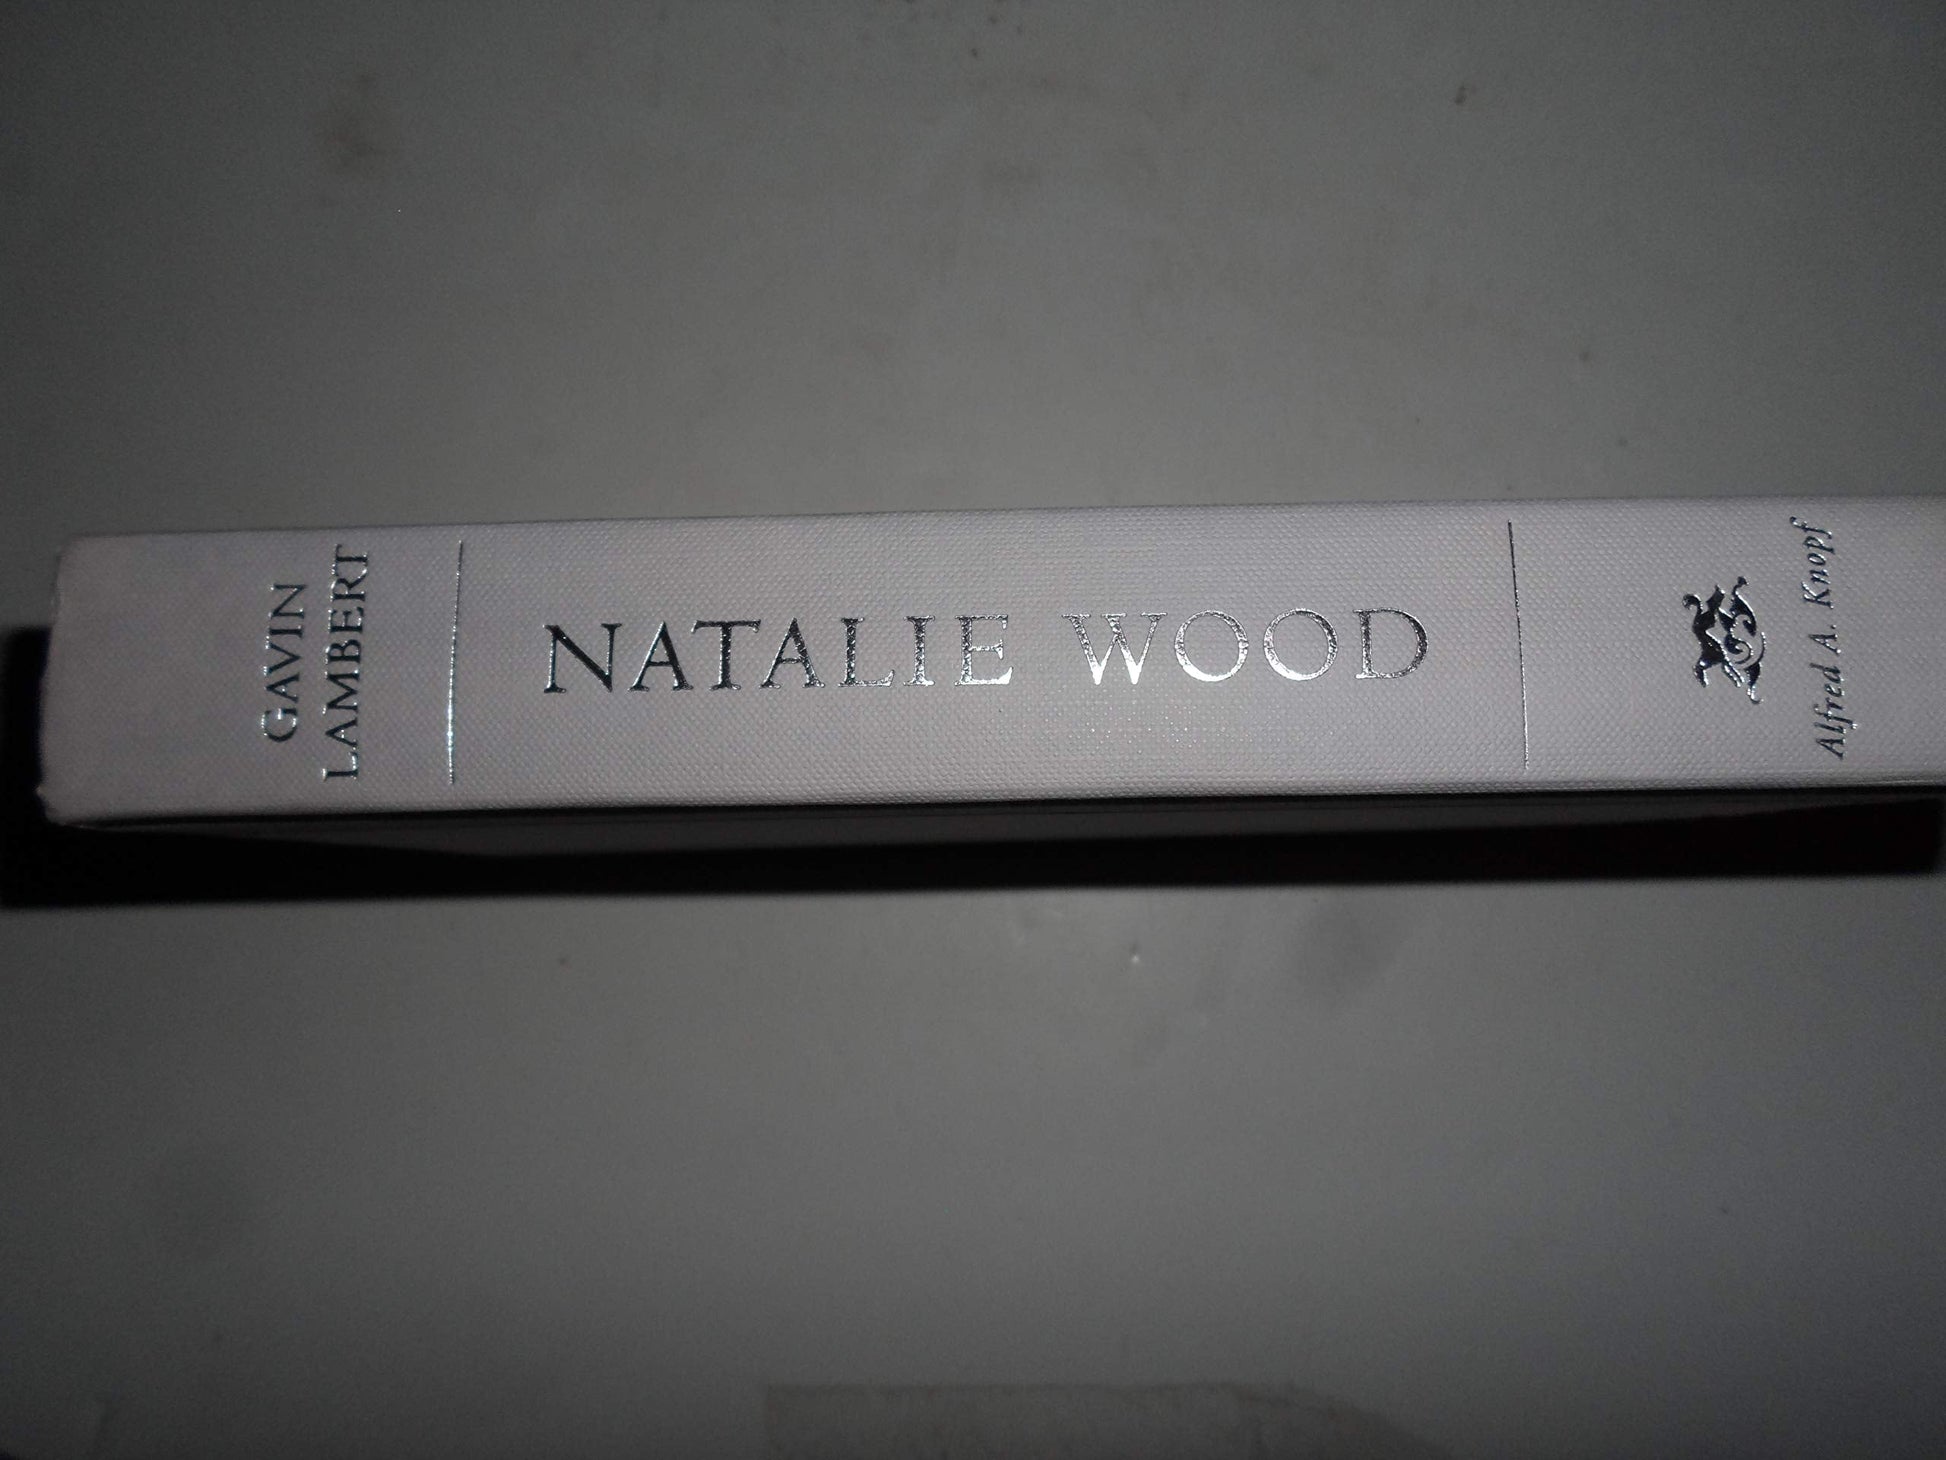 GAVIN
LAMBERT
NATALIE WOOD
Alfred A. Knopf